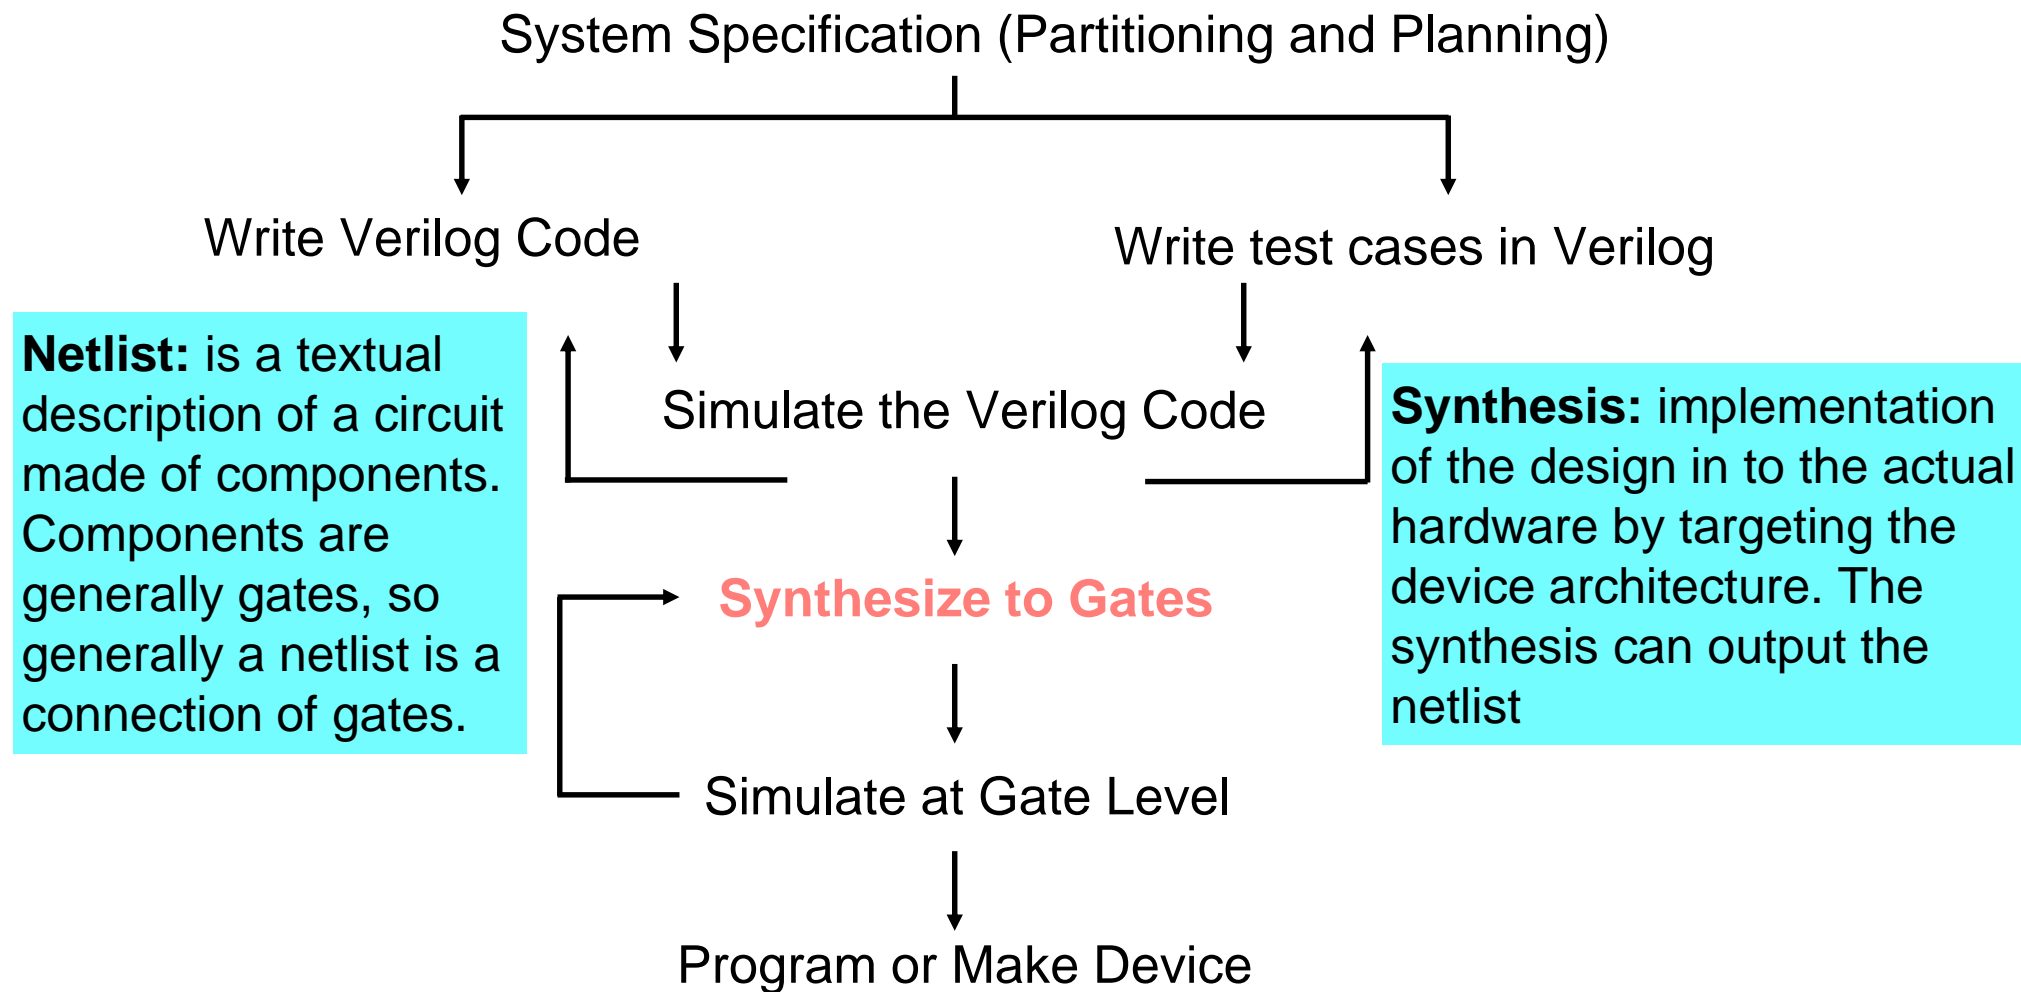 System Specification (Partitioning and Planning)
Write Verilog Code
Write test cases in Verilog
Netlist: is a textual
description of a circuit
made of components.
Components are
generally gates, so
generally a netlist is a
connection of gates.
Simulate the Verilog Code
Synthesis: implementation
of the design in to the actual
hardware by targeting the
device architecture. The
synthesis can output the
netlist
Synthesize to Gates
Simulate at Gate Level
Program or Make Device